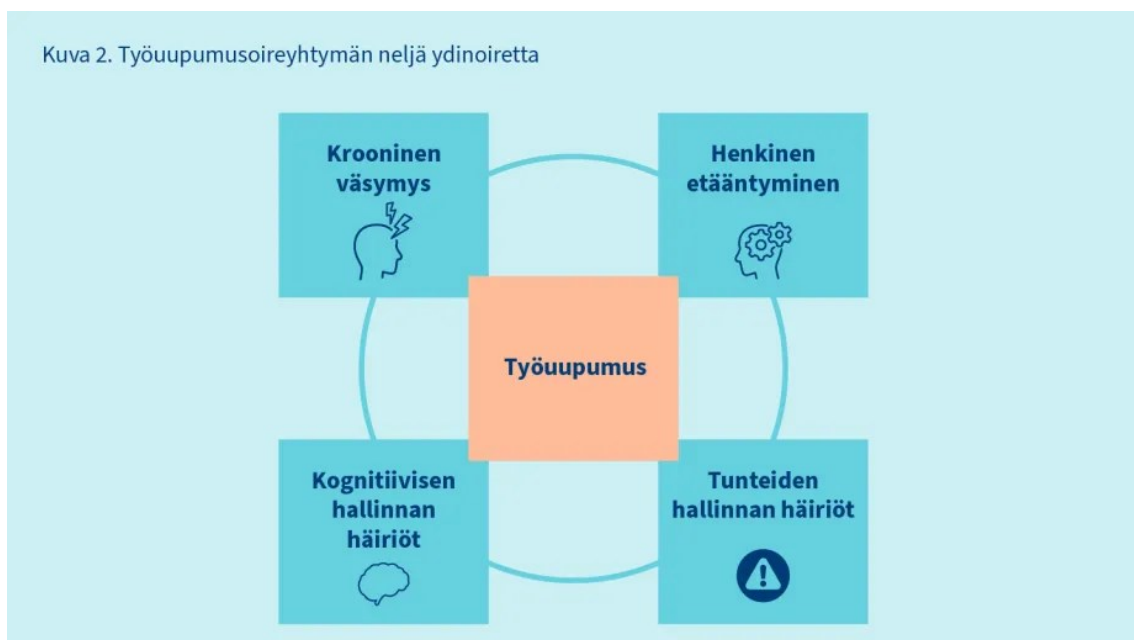 Kuva 2. Työuupumusoireyhtymän neljä ydinoiretta
Krooninen
väsymys
Henkinen
etääntyminen
Työuupumus
Kognitiivisen
hallinnan
häiriöt
Tunteiden
hallinnan häiriöt